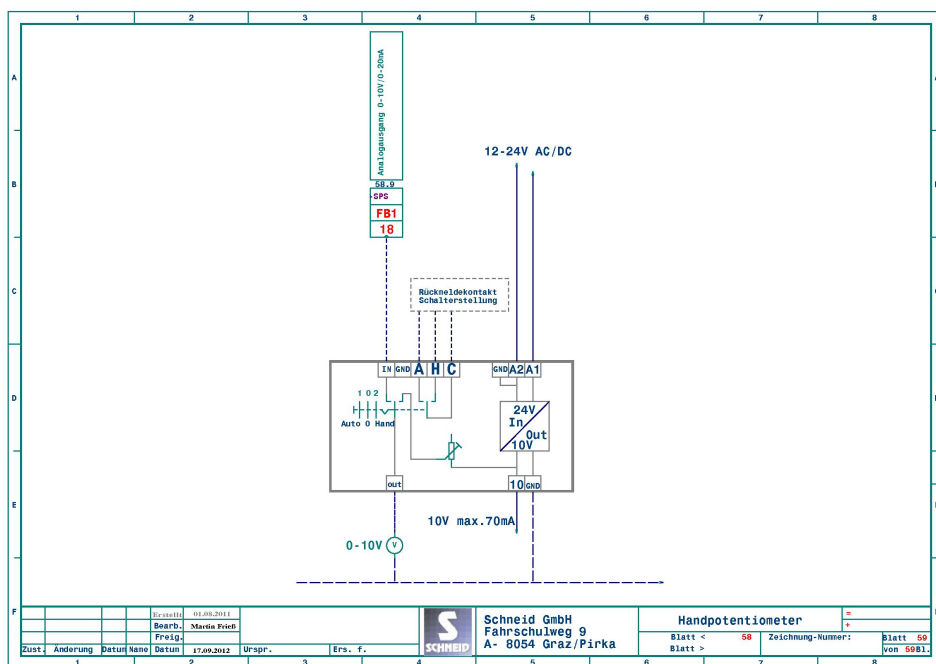 1 2 3 4 5 6 7 8
A
B
C
D
E
F
Analogausgang 0-10V/0-20mA
58.9
-SPS
FB1
18
12-24V AC/DC
Rückmeldekontakt
Schalterstellung
IN GND A H C GND A2 A1
1 0 2
Auto 0 Hand
24V
In
Out
10V
out 10 GND
10V max.70mA
0-10V V
Erstellt 01.08.2011
Bearb. Martin Frieß
Freig.
Zust. Änderung Datum Name Datum 17.09.2012 Urspr. Ers. f.
S
SCHNEID
Schneid GmbH
Fahrschulweg 9
A- 8054 Graz/Pirka
Handpotentiometer
=
+
Blatt < 58 Zeichnung-Nummer: Blatt 59
Blatt > von 59Bl.
1 2 3 4 5 6 7 8